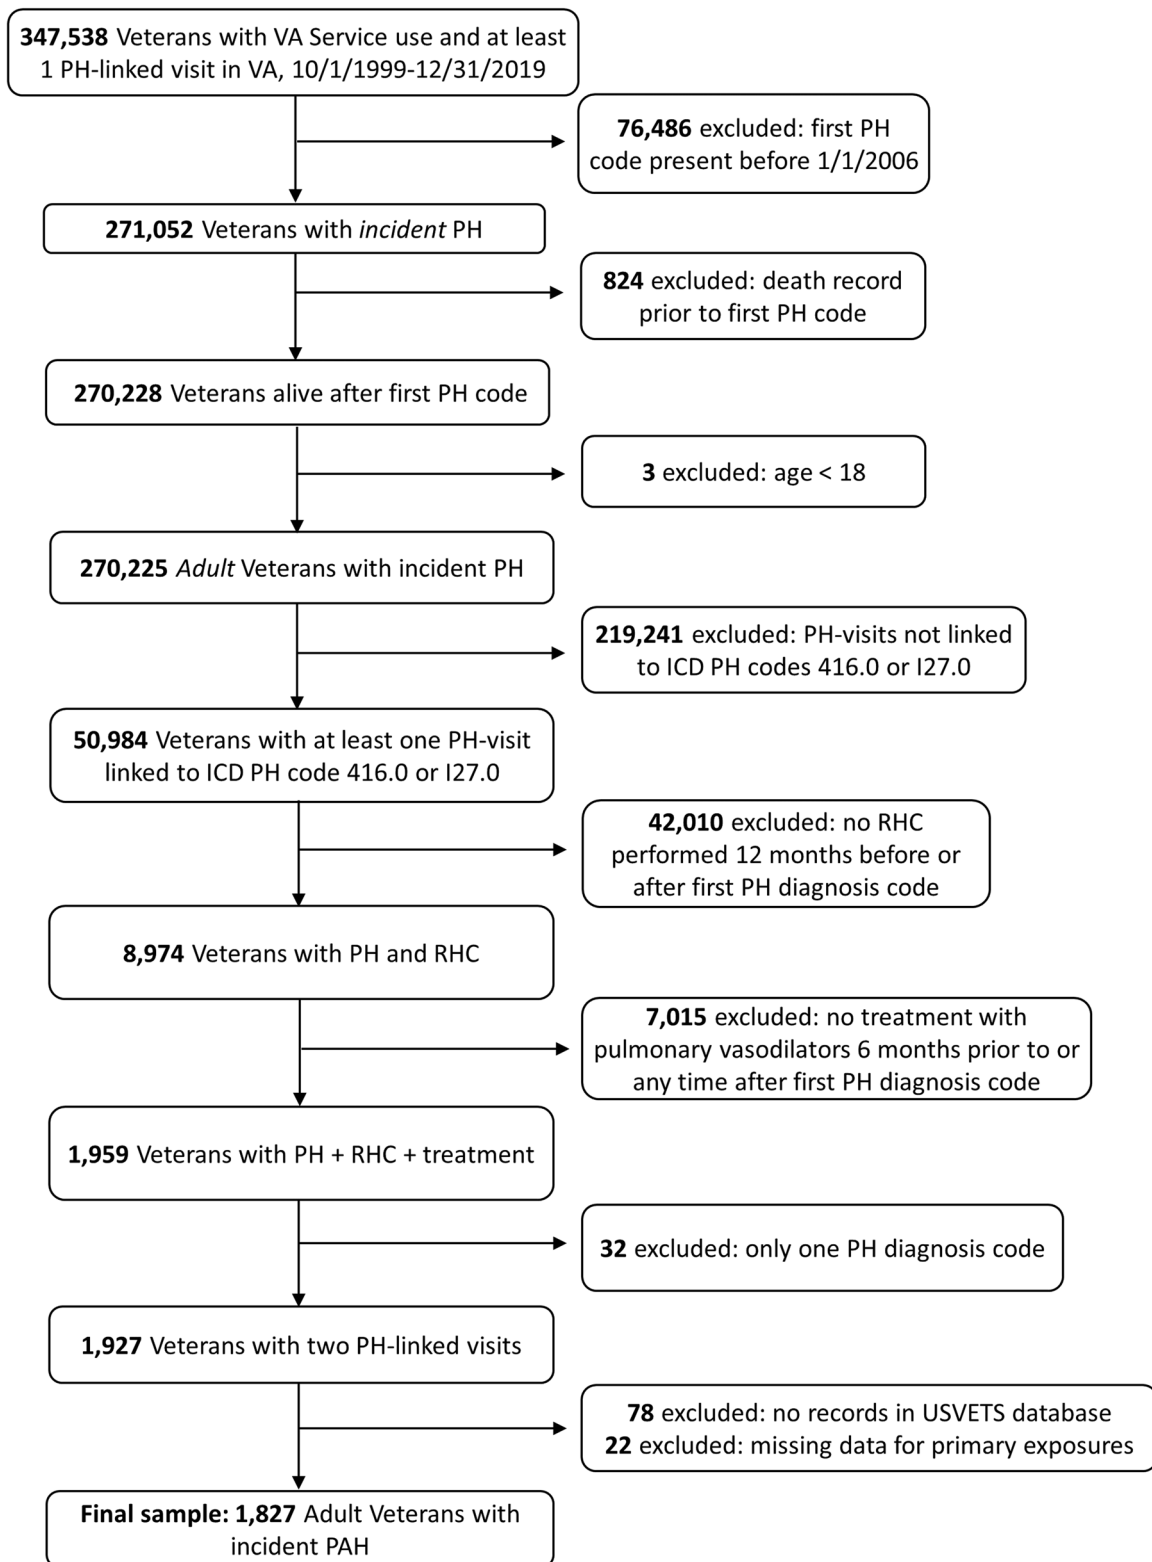 347,538 Veterans with VA Service use and at least
1 PH-linked visit in VA, 10/1/1999-12/31/2019
76,486 excluded: first PH
code present before 1/1/2006
271,052 Veterans with incident PH
824 excluded: death record
prior to first PH code
270,228 Veterans alive after first PH code
3 excluded: age < 18
270,225 Adult Veterans with incident PH
219,241 excluded: PH-visits not linked
to ICD PH codes 416.0 or I27.0
50,984 Veterans with at least one PH-visit
linked to ICD PH code 416.0 or I27.0
42,010 excluded: no RHC
performed 12 months before or
after first PH diagnosis code
8,974 Veterans with PH and RHC
7,015 excluded: no treatment with
pulmonary vasodilators 6 months prior to or
any time after first PH diagnosis code
1,959 Veterans with PH + RHC + treatment
32 excluded: only one PH diagnosis code
1,927 Veterans with two PH-linked visits
78 excluded: no records in USVETS database
22 excluded: missing data for primary exposures
Final sample: 1,827 Adult Veterans with
incident PAH